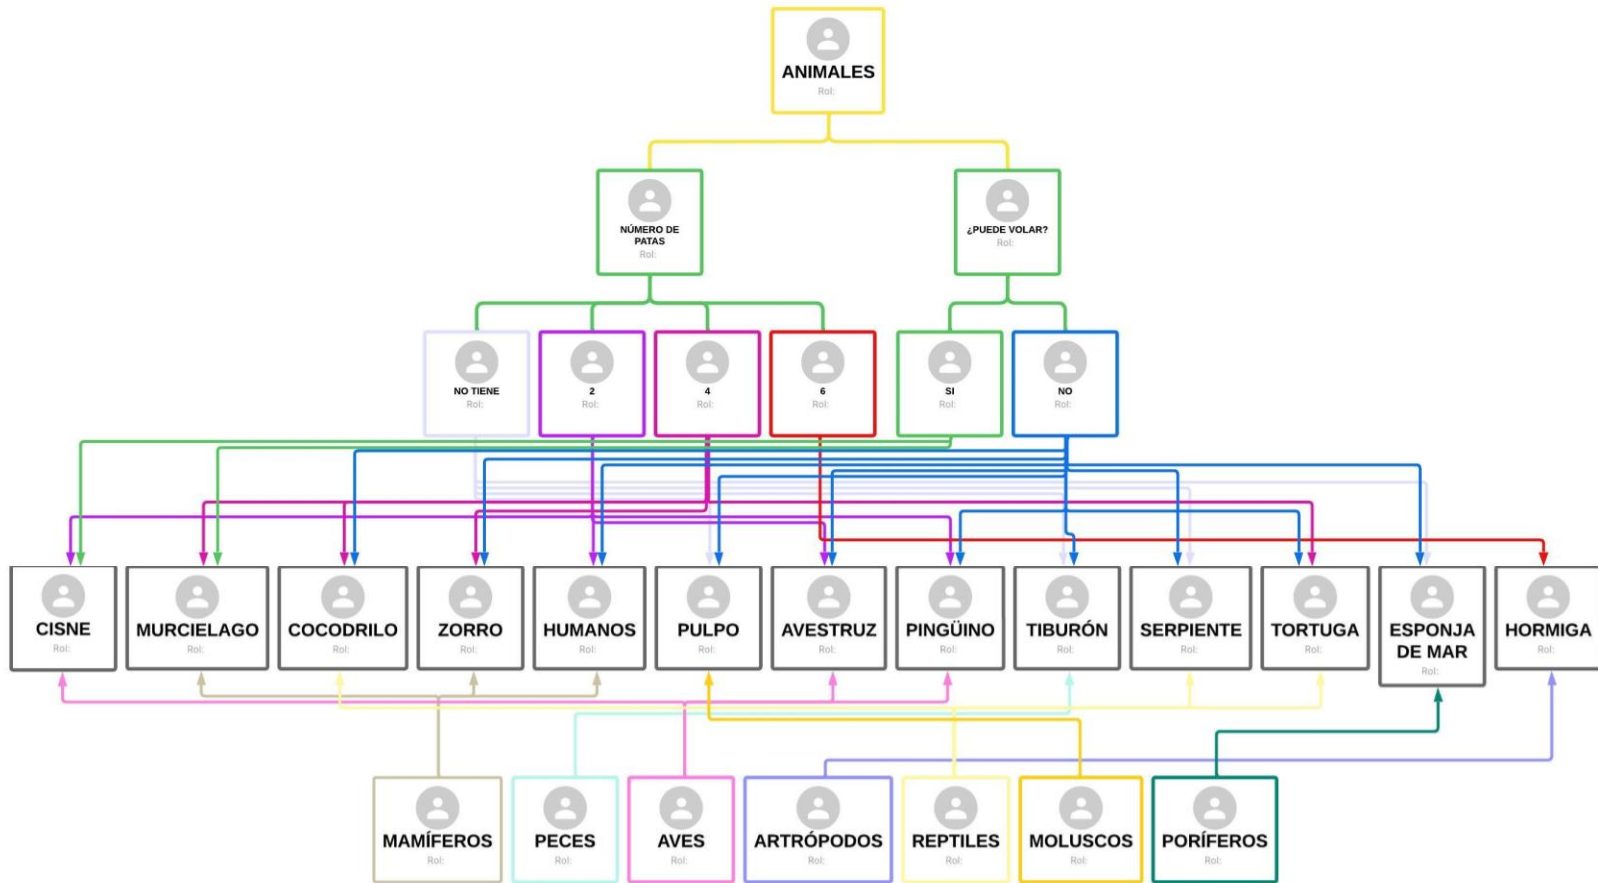 ANIMALES
Rol:
NÚMERO DE
PATAS
Rol:
¿PUEDE VOLAR?
Rol:
NO TIENE
Rol:
2
Rol:
4
Rol:
6
Rol:
SI
Rol:
NO
Rol:
CISNE
Rol:
MURCIELAGO
Rol:
COCODRILO
Rol:
ZORRO
Rol:
HUMANOS
Rol:
PULPO
Rol:
AVESTRUZ
Rol:
PINGÜINO
Rol:
TIBURÓN
Rol:
SERPIENTE
Rol:
TORTUGA
Rol:
ESPONJA
DE MAR
Rol:
HORMIGA
Rol:
MAMÍFEROS
Rol:
PECES
Rol:
AVES
Rol:
ARTRÓPODOS
Rol:
REPTILES
Rol:
MOLUSCOS
Rol:
PORÍFEROS
Rol: